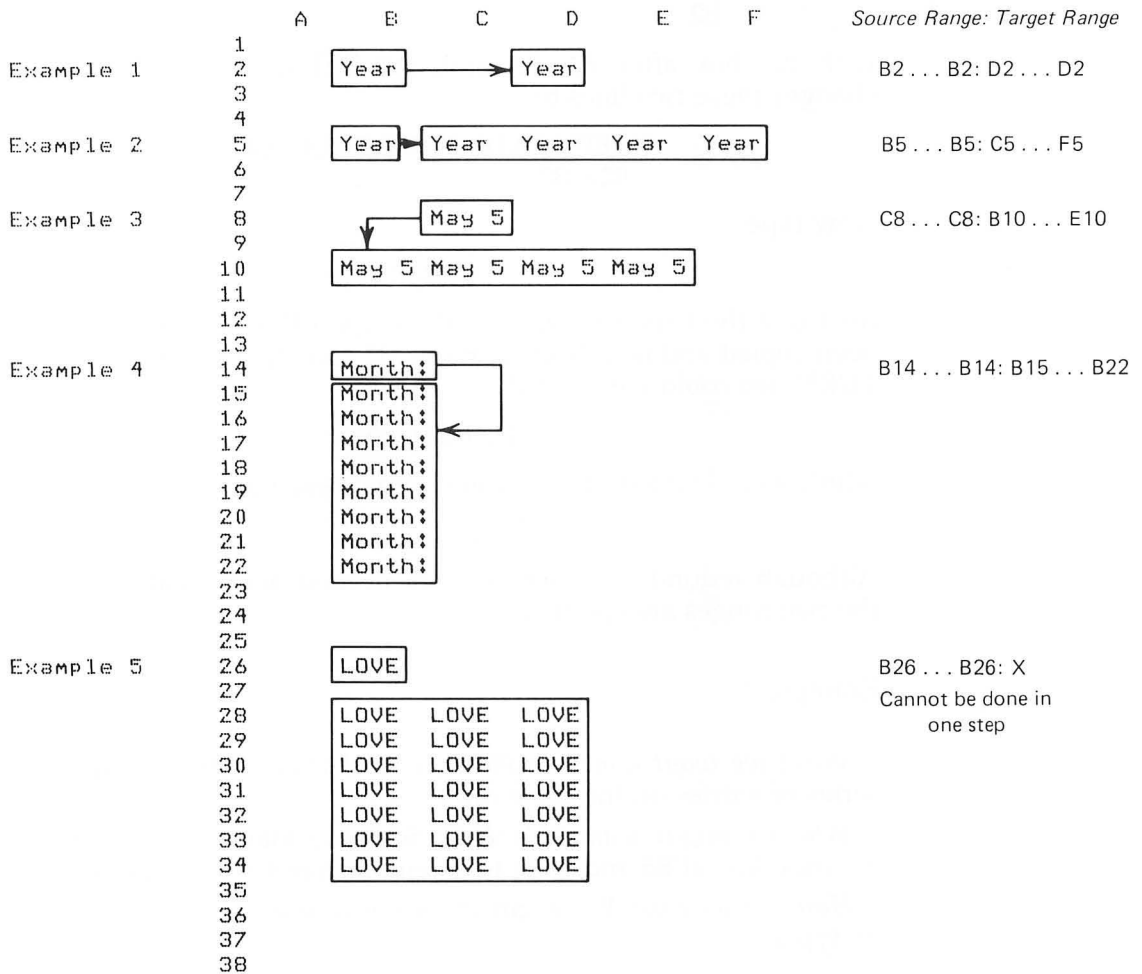 A B C D E F Source Range: Target Range
1
Example 1 2 Year Year B2 . . . B2: D2 . . . D2
3
4
Example 2 5 Year Year Year Year Year B5 . . . B5: C5 . . . F5
6
7
Example 3 8 May 5 C8 . . . C8: B10 . . . E10
9
10 May 5 May 5 May 5 May 5
11
12
13
Example 4 14 Month: B14 . . . B14: B15 . . . B22
15 Month:
16 Month:
17 Month:
18 Month:
19 Month:
20 Month:
21 Month:
22 Month:
23
24
25
Example 5 26 LOVE B26 . . . B26: X
27 Cannot be done in
28 LOVE LOVE LOVE one step
29 LOVE LOVE LOVE
30 LOVE LOVE LOVE
31 LOVE LOVE LOVE
32 LOVE LOVE LOVE
33 LOVE LOVE LOVE
34 LOVE LOVE LOVE
35
36
37
38